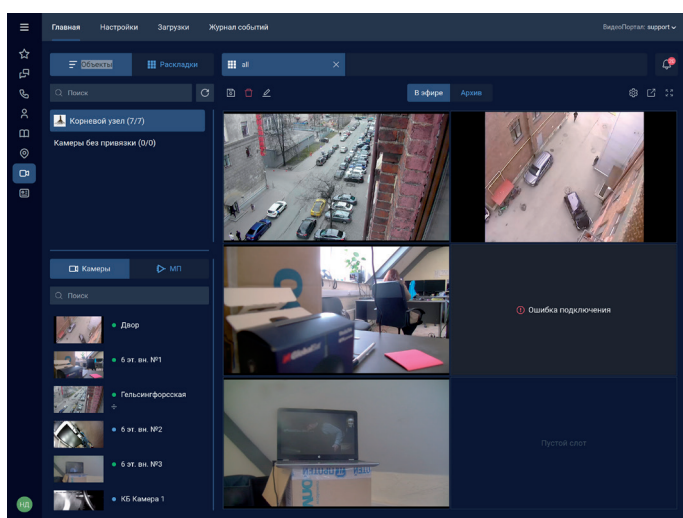 Главная Настройки Загрузки Журнал событий
ВидеоПортал: support
Объекты Раскладки all
Поиск
В эфире Архив
Корневой узел (7/7)
Камеры без привязки (0/0)
Камеры МП
Поиск
Двор
6 эт. вн. №1
Гельсингфорсская
6 эт. вн. №2
6 эт. вн. №3
КБ Камера 1
Ошибка подключения
Пустой слот
НД